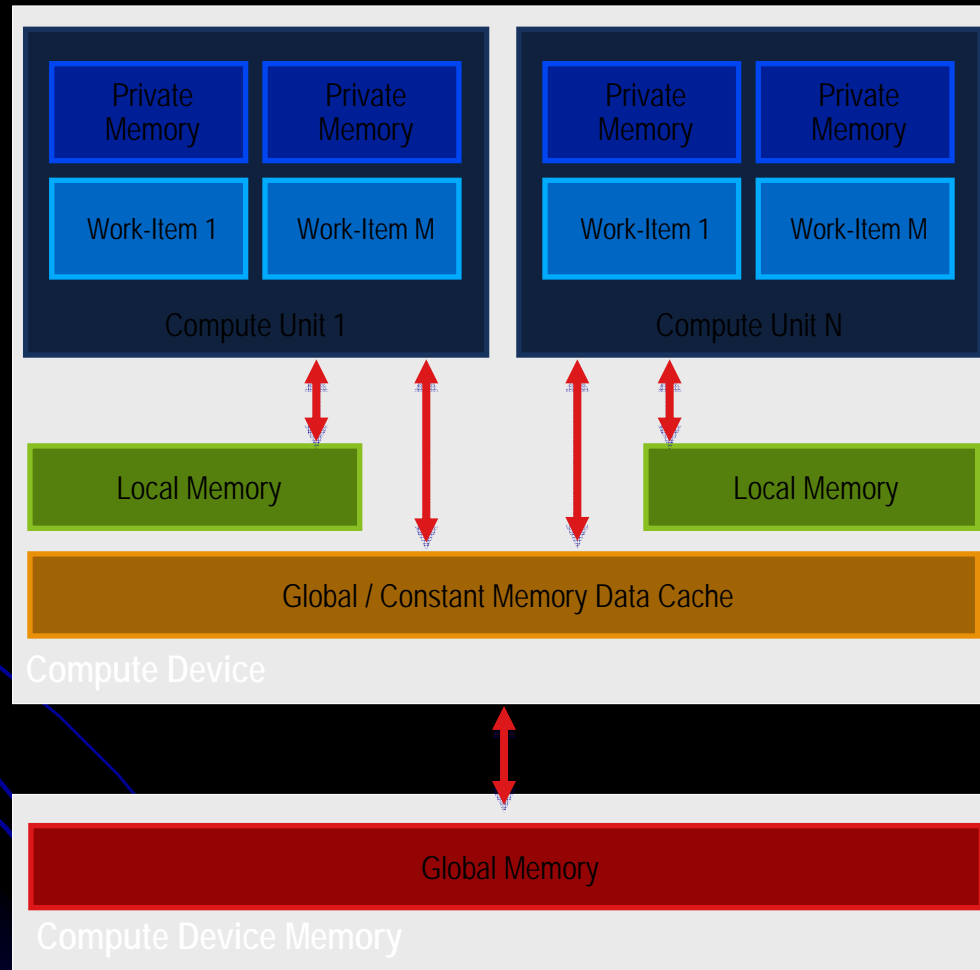 Private Memory
Private Memory
Private Memory
Private Memory
Work-Item 1
Work-Item M
Work-Item 1
Work-Item M
Compute Unit 1
Compute Unit N
Local Memory
Local Memory
Global / Constant Memory Data Cache
Compute Device
Global Memory
Compute Device Memory